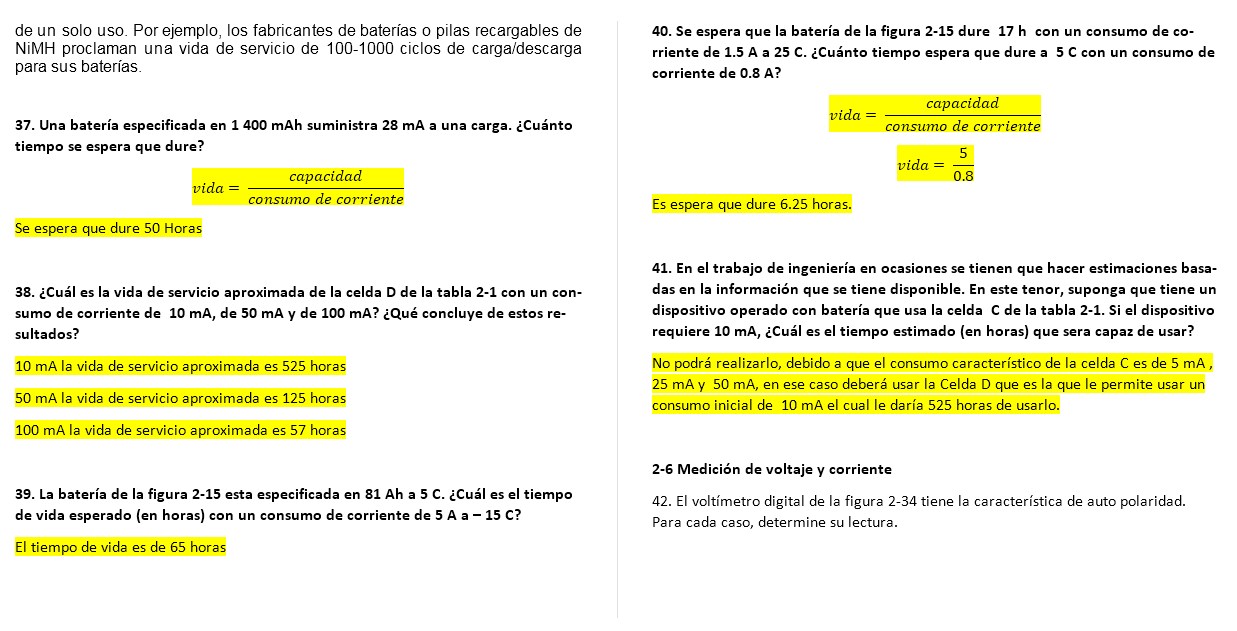 de un solo uso. Por ejemplo, los fabricantes de baterías o pilas recargables de
NiMH proclaman una vida de servicio de 100-1000 ciclos de carga/descarga
para sus baterías.
37. Una batería especificada en 1 400 mAh suministra 28 mA a una carga. ¿Cuánto
tiempo se espera que dure?
vida = capacidad / consumo de corriente
Se espera que dure 50 Horas
38. ¿Cuál es la vida de servicio aproximada de la celda D de la tabla 2-1 con un con-
sumo de corriente de 10 mA, de 50 mA y de 100 mA? ¿Qué concluye de estos re-
sultados?
10 mA la vida de servicio aproximada es 525 horas
50 mA la vida de servicio aproximada es 125 horas
100 mA la vida de servicio aproximada es 57 horas
39. La batería de la figura 2-15 esta especificada en 81 Ah a 5 C. ¿Cuál es el tiempo
de vida esperado (en horas) con un consumo de corriente de 5 A a – 15 C?
El tiempo de vida es de 65 horas
40. Se espera que la batería de la figura 2-15 dure 17 h con un consumo de co-
rriente de 1.5 A a 25 C. ¿Cuánto tiempo espera que dure a 5 C con un consumo de
corriente de 0.8 A?
vida = capacidad / consumo de corriente
vida = 5 / 0.8
Es espera que dure 6.25 horas.
41. En el trabajo de ingeniería en ocasiones se tienen que hacer estimaciones basa-
das en la información que se tiene disponible. En este tenor, suponga que tiene un
dispositivo operado con batería que usa la celda C de la tabla 2-1. Si el dispositivo
requiere 10 mA, ¿Cuál es el tiempo estimado (en horas) que sera capaz de usar?
No podrá realizarlo, debido a que el consumo característico de la celda C es de 5 mA ,
25 mA y 50 mA, en ese caso deberá usar la Celda D que es la que le permite usar un
consumo inicial de 10 mA el cual le daría 525 horas de usarlo.
2-6 Medición de voltaje y corriente
42. El voltímetro digital de la figura 2-34 tiene la característica de auto polaridad.
Para cada caso, determine su lectura.